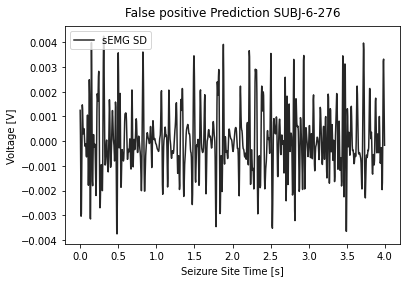 False positive Prediction SUBJ-6-276
sEMG SD
0.004
0.003
0.002
0.001
0.000
−0.001
−0.002
−0.003
−0.004
Voltage [V]
0.0 0.5 1.0 1.5 2.0 2.5 3.0 3.5 4.0
Seizure Site Time [s]